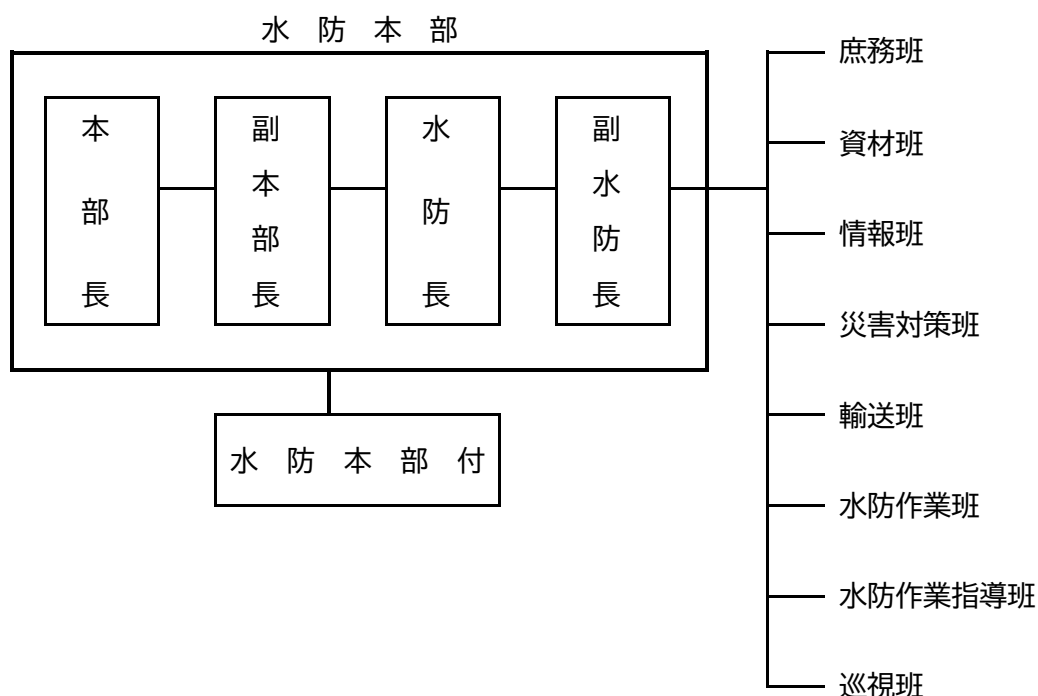 水防本部
本部長
副本部長
水防長
副水防長
水防本部付
庶務班
資材班
情報班
災害対策班
輸送班
水防作業班
水防作業指導班
巡視班